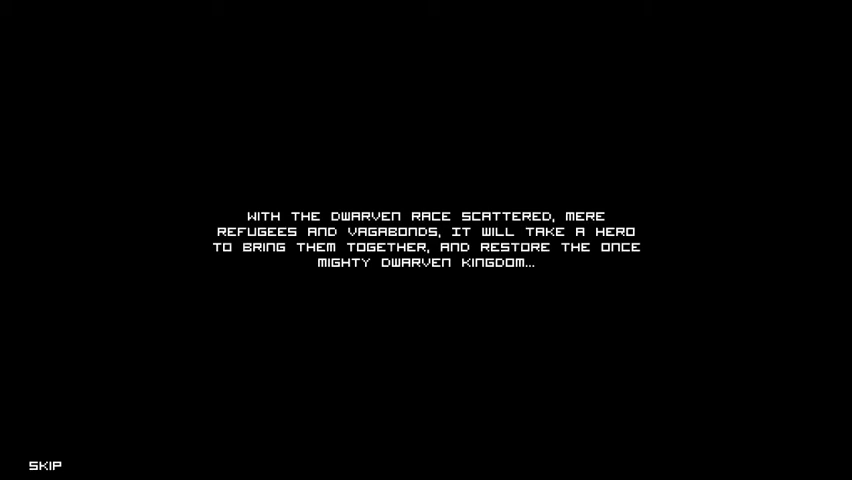 WITH THE DWARVEN RACE SCATTERED, MERE
REFUGEES AND VAGABONDS, IT WILL TAKE A HERO
TO BRING THEM TOGETHER, AND RESTORE THE ONCE
MIGHTY DWARVEN KINGDOM...
SKIP